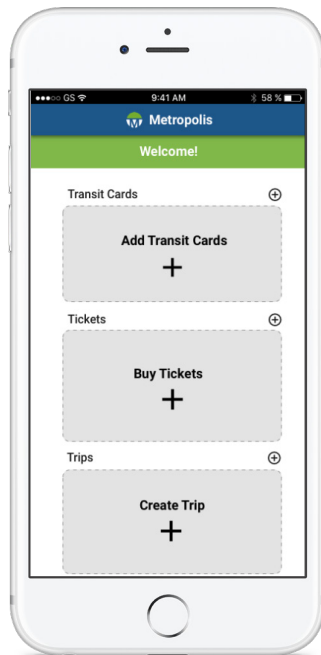 GS 9:41 AM 58 %
Metropolis
Welcome!
Transit Cards
Add Transit Cards
Tickets
Buy Tickets
Trips
Create Trip